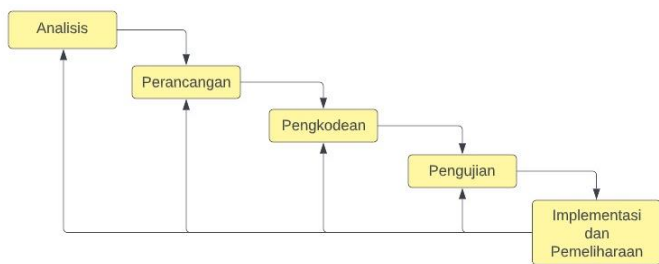 Analisis
Perancangan
Pengkodean
Pengujian
Implementasi
dan
Pemeliharaan